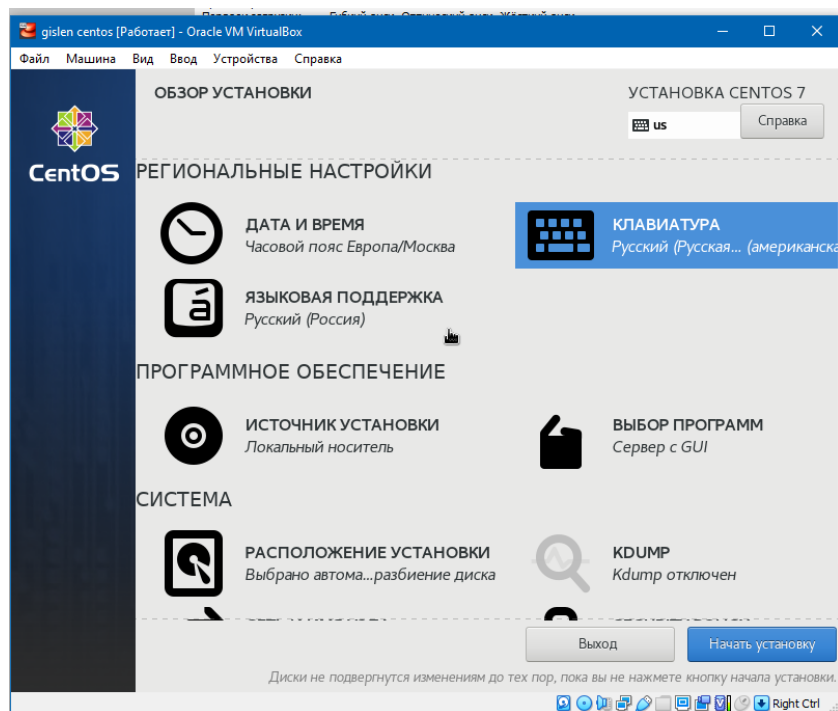 gislen centos [Работает] - Oracle VM VirtualBox
Файл Машина Вид Ввод Устройства Справка
ОБЗОР УСТАНОВКИ
УСТАНОВКА CENTOS 7
us
Справка
CentOS
РЕГИОНАЛЬНЫЕ НАСТРОЙКИ
ДАТА И ВРЕМЯ
Часовой пояс Европа/Москва
КЛАВИАТУРА
Русский (Русская... (американска
ЯЗЫКОВАЯ ПОДДЕРЖКА
Русский (Россия)
ПРОГРАММНОЕ ОБЕСПЕЧЕНИЕ
ИСТОЧНИК УСТАНОВКИ
Локальный носитель
ВЫБОР ПРОГРАММ
Сервер с GUI
СИСТЕМА
РАСПОЛОЖЕНИЕ УСТАНОВКИ
Выбрано автома...разбиение диска
KDUMP
Kdump отключен
Выход
Начать установку
Диски не подвергнутся изменениям до тех пор, пока вы не нажмете кнопку начала установки.
Right Ctrl